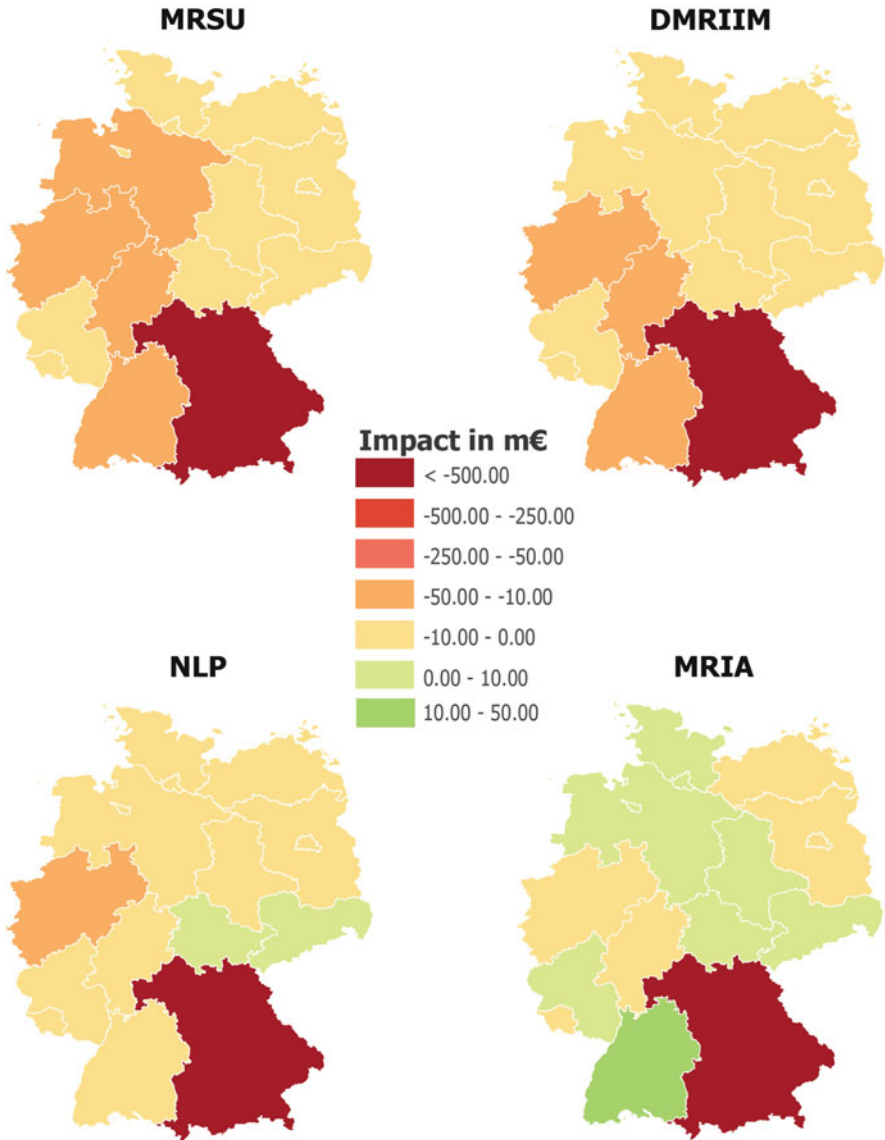 MRSU
DMRIIM
Impact in m€
< -500.00
-500.00 - -250.00
-250.00 - -50.00
-50.00 - -10.00
-10.00 - 0.00
0.00 - 10.00
10.00 - 50.00
NLP
MRIA